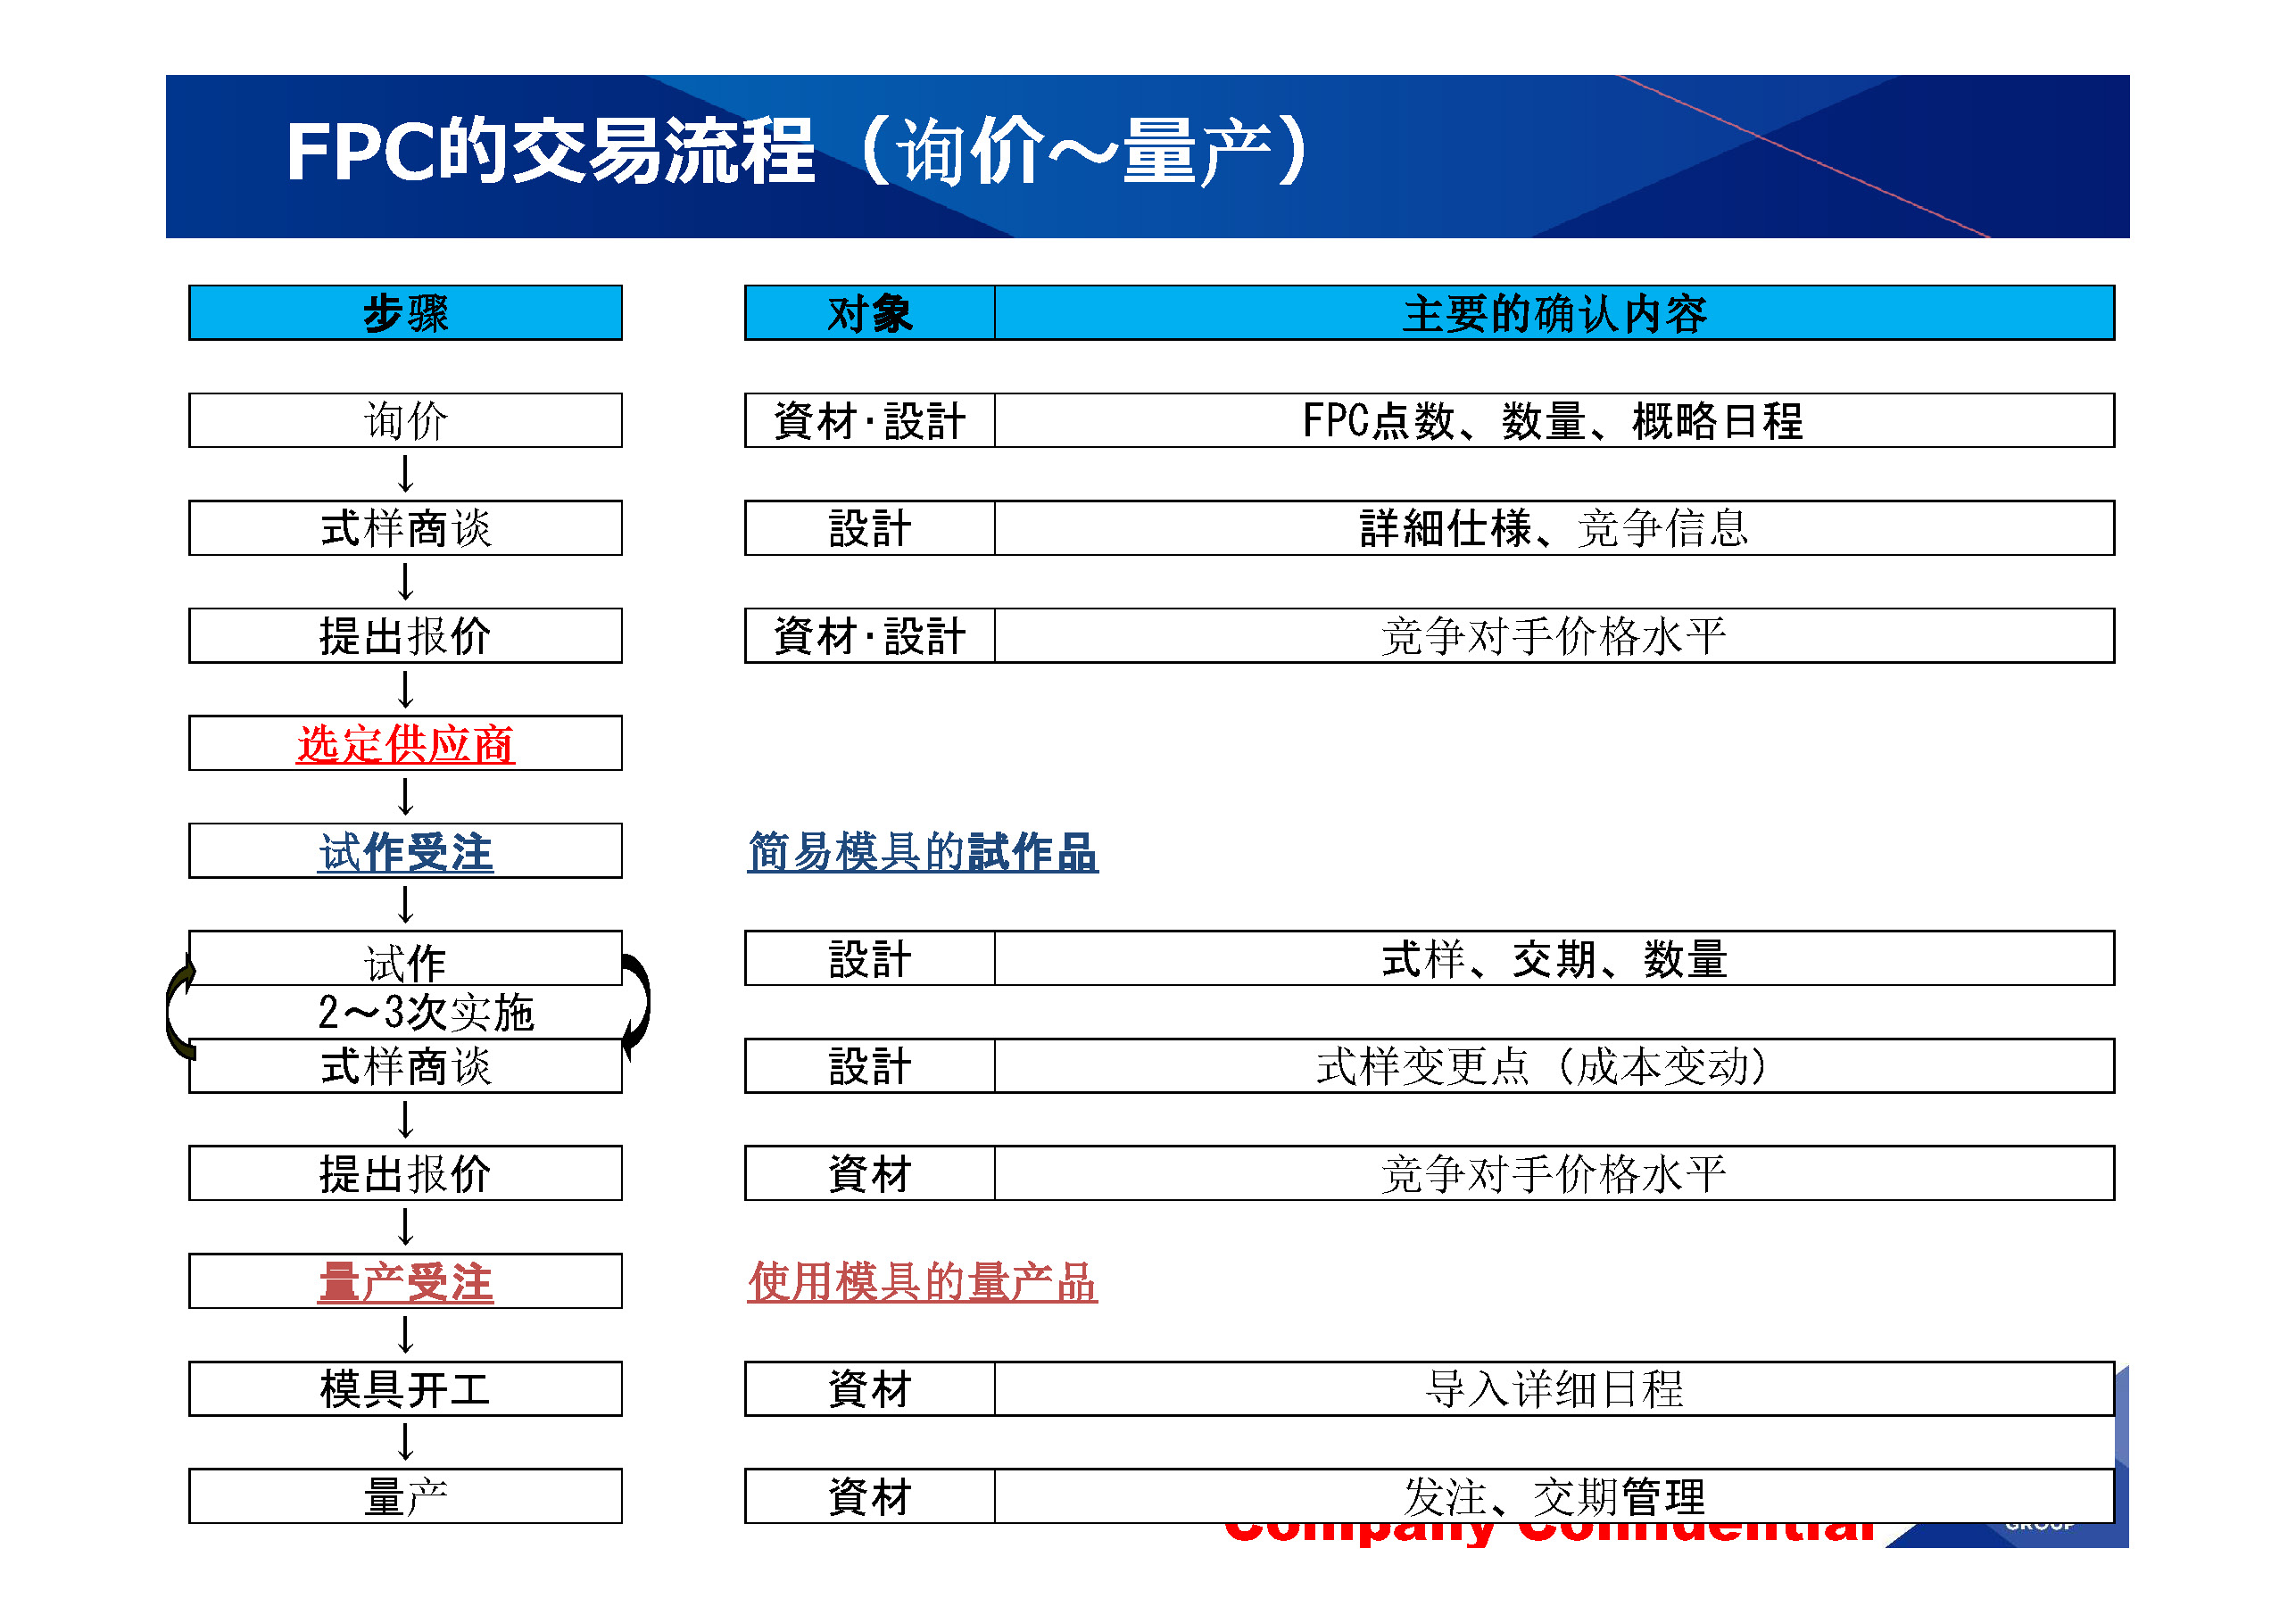 FPC的交易流程（询价～量产）
步骤 对象 主要的确认内容
询价 資材･設計 FPC点数、数量、概略日程
↓
式样商谈 設計 詳細仕様、竞争信息
↓
提出报价 資材･設計 竞争对手价格水平
↓
选定供应商
↓
试作受注 简易模具的試作品
↓
试作 設計 式样、交期、数量
2～3次实施
式样商谈 設計 式样变更点（成本变动）
↓
提出报价 資材 竞争对手价格水平
↓
量产受注 使用模具的量产品
↓
模具开工 資材 导入详细日程
↓
量产 資材 发注、交期管理
Company Confidential
GROUP